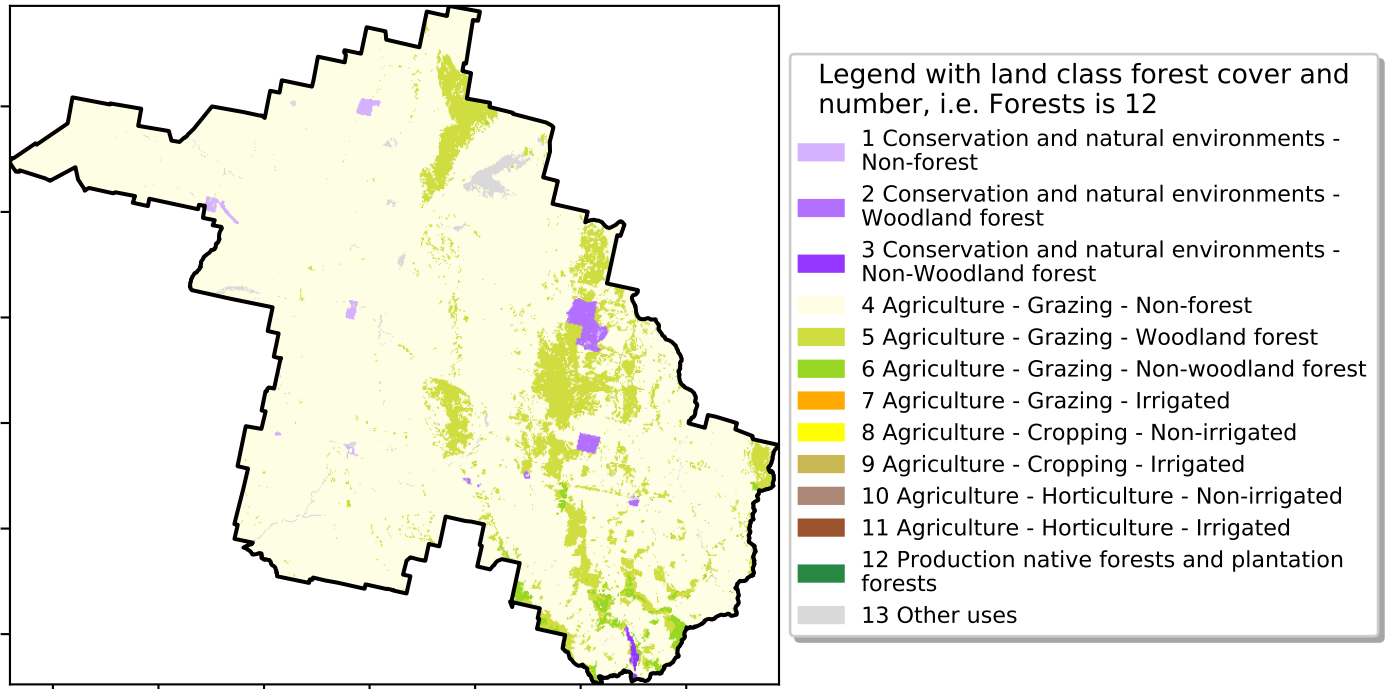 Legend with land class forest cover and
number, i.e. Forests is 12
1 Conservation and natural environments -
Non-forest
2 Conservation and natural environments -
Woodland forest
3 Conservation and natural environments -
Non-Woodland forest
4 Agriculture - Grazing - Non-forest
5 Agriculture - Grazing - Woodland forest
6 Agriculture - Grazing - Non-woodland forest
7 Agriculture - Grazing - Irrigated
8 Agriculture - Cropping - Non-irrigated
9 Agriculture - Cropping - Irrigated
10 Agriculture - Horticulture - Non-irrigated
11 Agriculture - Horticulture - Irrigated
12 Production native forests and plantation
forests
13 Other uses